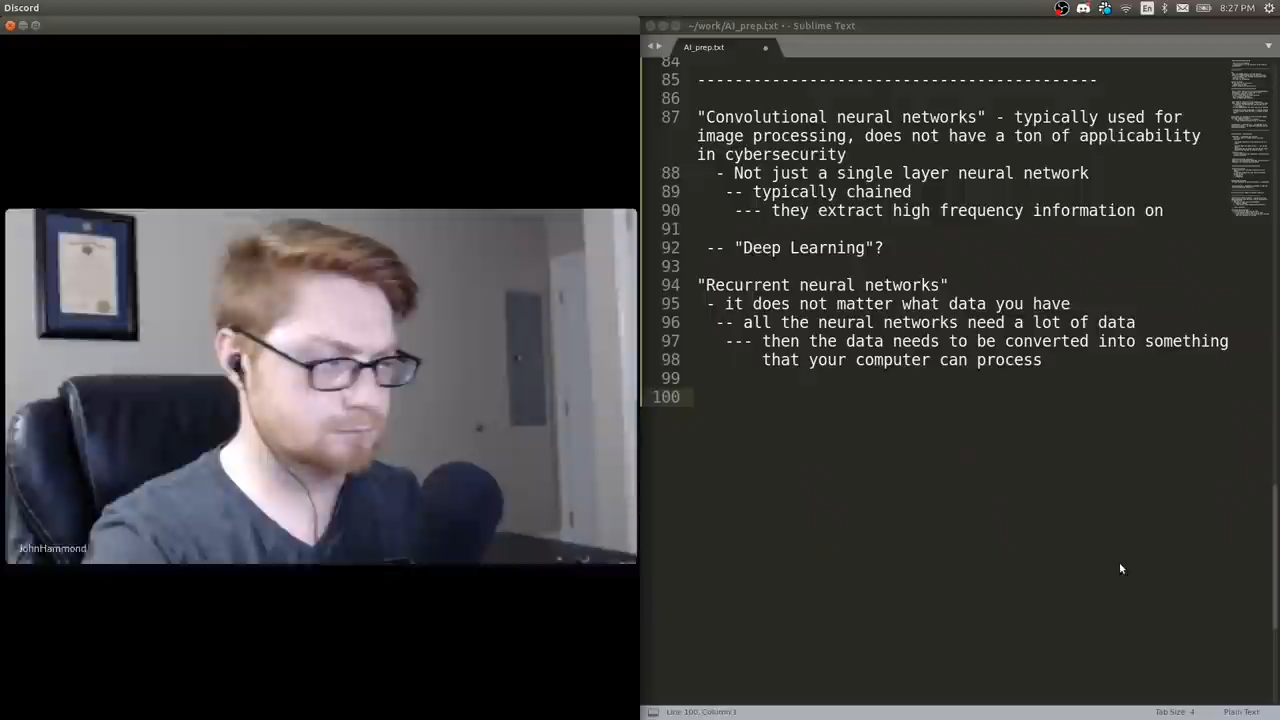 Discord
En
8:27 PM
~/work/AI_prep.txt • - Sublime Text
AI_prep.txt
84
85 -------------------------------------------
86
87 "Convolutional neural networks" - typically used for
image processing, does not have a ton of applicability
in cybersecurity
88 - Not just a single layer neural network
89 -- typically chained
90 --- they extract high frequency information on
91
92 -- "Deep Learning"?
93
94 "Recurrent neural networks"
95 - it does not matter what data you have
96 -- all the neural networks need a lot of data
97 --- then the data needs to be converted into something
98 that your computer can process
99
100
JohnHammond
Line 100, Column 3
Tab Size: 4
Plain Text